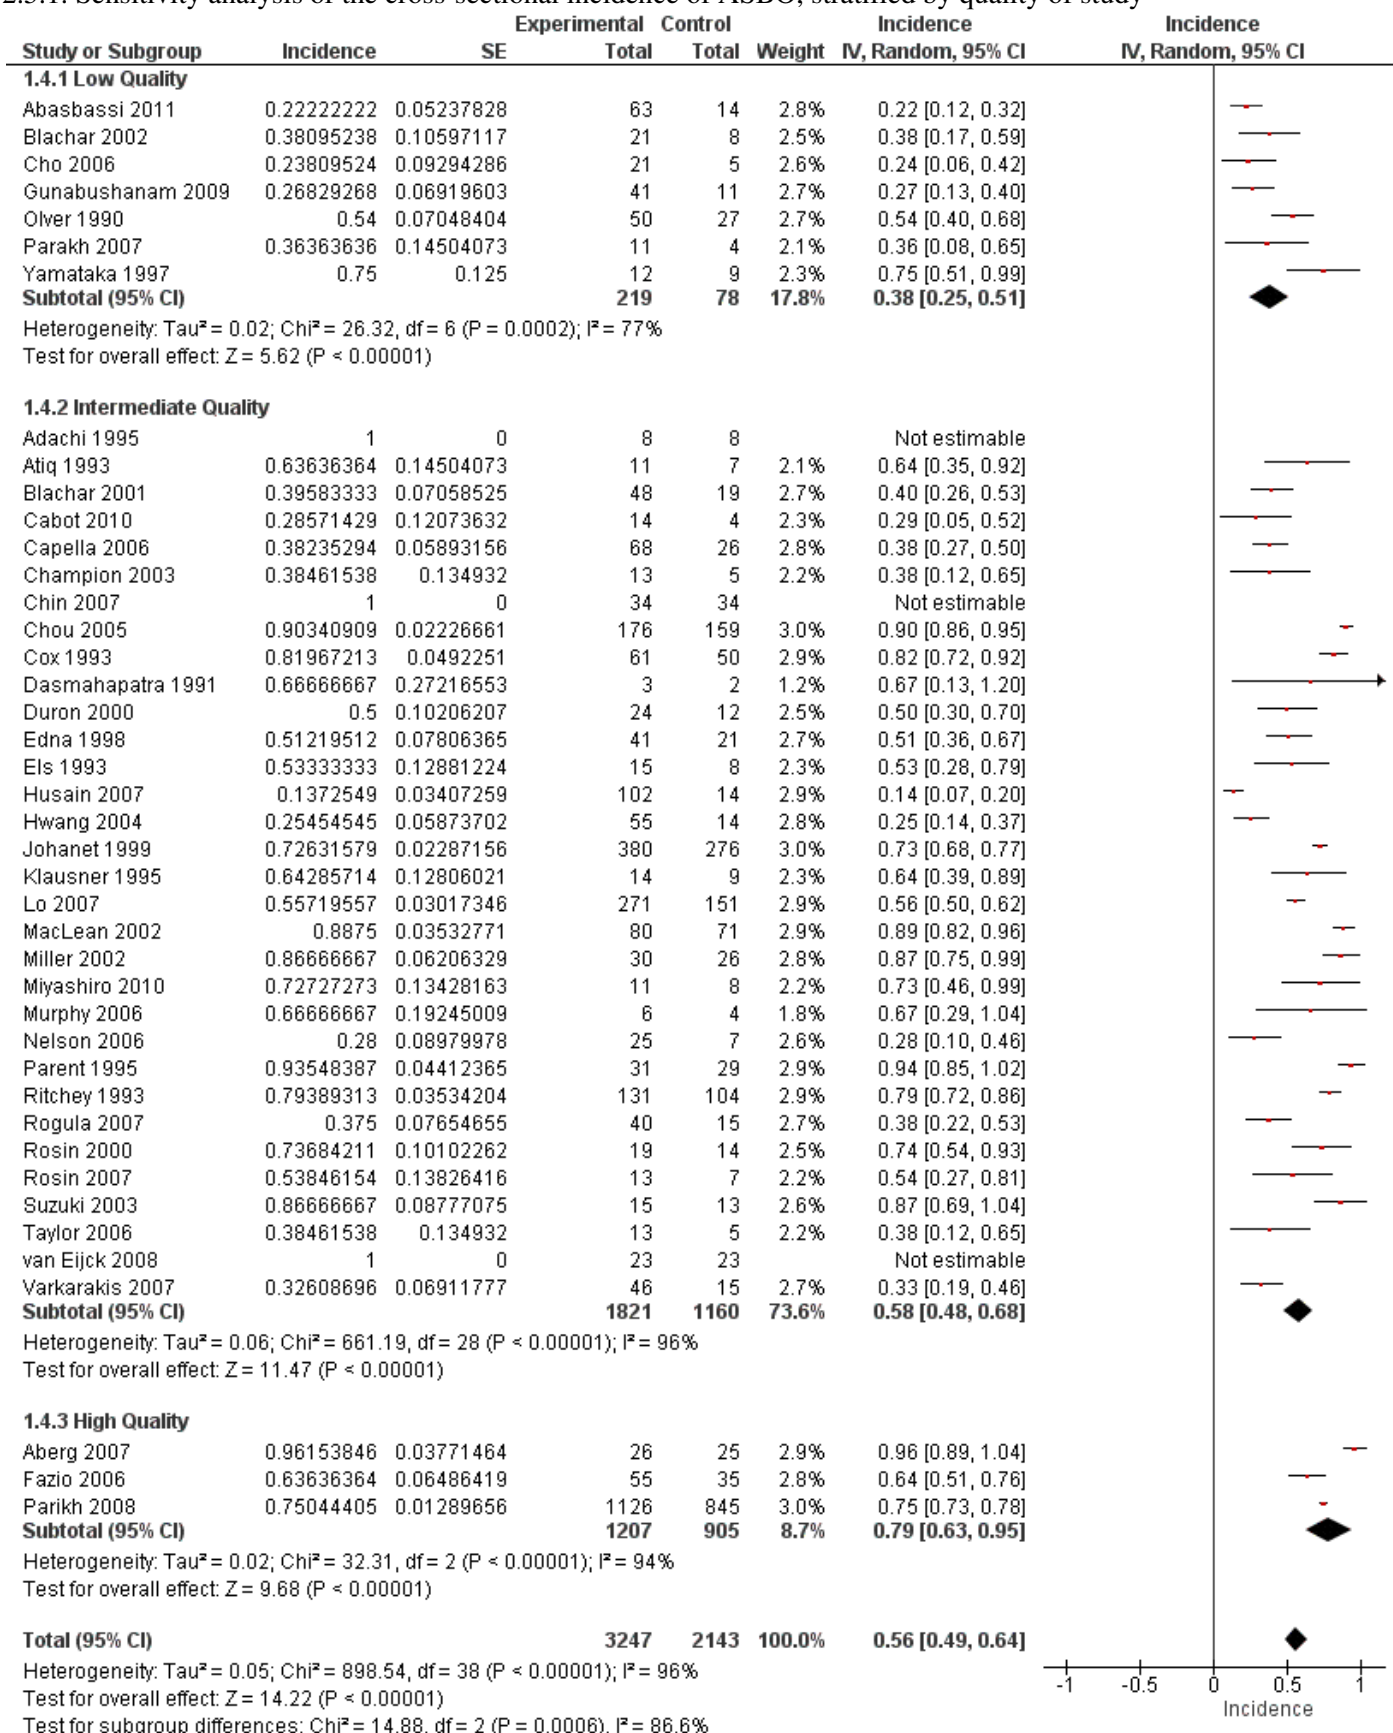 2.5.1. Sensitivity analysis of the cross-sectional incidence of ASBO, stratified by quality of study
Experimental Control Incidence Incidence
Study or Subgroup Incidence SE Total Total Weight IV, Random, 95% CI IV, Random, 95% CI
1.4.1 Low Quality
Abasbassi 2011 0.22222222 0.05237828 63 14 2.8% 0.22 [0.12, 0.32]
Blachar 2002 0.38095238 0.10597117 21 8 2.5% 0.38 [0.17, 0.59]
Cho 2006 0.23809524 0.09294286 21 5 2.6% 0.24 [0.06, 0.42]
Gunabushanam 2009 0.26829268 0.06919603 41 11 2.7% 0.27 [0.13, 0.40]
Olver 1990 0.54 0.07048404 50 27 2.7% 0.54 [0.40, 0.68]
Parakh 2007 0.36363636 0.14504073 11 4 2.1% 0.36 [0.08, 0.65]
Yamataka 1997 0.75 0.125 12 9 2.3% 0.75 [0.51, 0.99]
Subtotal (95% CI) 219 78 17.8% 0.38 [0.25, 0.51]
Heterogeneity: Tau² = 0.02; Chi² = 26.32, df = 6 (P = 0.0002); I² = 77%
Test for overall effect: Z = 5.62 (P < 0.00001)
1.4.2 Intermediate Quality
Adachi 1995 1 0 8 8 Not estimable
Atiq 1993 0.63636364 0.14504073 11 7 2.1% 0.64 [0.35, 0.92]
Blachar 2001 0.39583333 0.07058525 48 19 2.7% 0.40 [0.26, 0.53]
Cabot 2010 0.28571429 0.12073632 14 4 2.3% 0.29 [0.05, 0.52]
Capella 2006 0.38235294 0.05893156 68 26 2.8% 0.38 [0.27, 0.50]
Champion 2003 0.38461538 0.134932 13 5 2.2% 0.38 [0.12, 0.65]
Chin 2007 1 0 34 34 Not estimable
Chou 2005 0.90340909 0.02226661 176 159 3.0% 0.90 [0.86, 0.95]
Cox 1993 0.81967213 0.0492251 61 50 2.9% 0.82 [0.72, 0.92]
Dasmahapatra 1991 0.66666667 0.27216553 3 2 1.2% 0.67 [0.13, 1.20]
Duron 2000 0.5 0.10206207 24 12 2.5% 0.50 [0.30, 0.70]
Edna 1998 0.51219512 0.07806365 41 21 2.7% 0.51 [0.36, 0.67]
Els 1993 0.53333333 0.12881224 15 8 2.3% 0.53 [0.28, 0.79]
Husain 2007 0.1372549 0.03407259 102 14 2.9% 0.14 [0.07, 0.20]
Hwang 2004 0.25454545 0.05873702 55 14 2.8% 0.25 [0.14, 0.37]
Johanet 1999 0.72631579 0.02287156 380 276 3.0% 0.73 [0.68, 0.77]
Klausner 1995 0.64285714 0.12806021 14 9 2.3% 0.64 [0.39, 0.89]
Lo 2007 0.55719557 0.03017346 271 151 2.9% 0.56 [0.50, 0.62]
MacLean 2002 0.8875 0.03532771 80 71 2.9% 0.89 [0.82, 0.96]
Miller 2002 0.86666667 0.06206329 30 26 2.8% 0.87 [0.75, 0.99]
Miyashiro 2010 0.72727273 0.13428163 11 8 2.2% 0.73 [0.46, 0.99]
Murphy 2006 0.66666667 0.19245009 6 4 1.8% 0.67 [0.29, 1.04]
Nelson 2006 0.28 0.08979978 25 7 2.6% 0.28 [0.10, 0.46]
Parent 1995 0.93548387 0.04412365 31 29 2.9% 0.94 [0.85, 1.02]
Ritchey 1993 0.79389313 0.03534204 131 104 2.9% 0.79 [0.72, 0.86]
Rogula 2007 0.375 0.07654655 40 15 2.7% 0.38 [0.22, 0.53]
Rosin 2000 0.73684211 0.10102262 19 14 2.5% 0.74 [0.54, 0.93]
Rosin 2007 0.53846154 0.13826416 13 7 2.2% 0.54 [0.27, 0.81]
Suzuki 2003 0.86666667 0.08777075 15 13 2.6% 0.87 [0.69, 1.04]
Taylor 2006 0.38461538 0.134932 13 5 2.2% 0.38 [0.12, 0.65]
van Eijck 2008 1 0 23 23 Not estimable
Varkarakis 2007 0.32608696 0.06911777 46 15 2.7% 0.33 [0.19, 0.46]
Subtotal (95% CI) 1821 1160 73.6% 0.58 [0.48, 0.68]
Heterogeneity: Tau² = 0.06; Chi² = 661.19, df = 28 (P < 0.00001); I² = 96%
Test for overall effect: Z = 11.47 (P < 0.00001)
1.4.3 High Quality
Aberg 2007 0.96153846 0.03771464 26 25 2.9% 0.96 [0.89, 1.04]
Fazio 2006 0.63636364 0.06486419 55 35 2.8% 0.64 [0.51, 0.76]
Parikh 2008 0.75044405 0.01289656 1126 845 3.0% 0.75 [0.73, 0.78]
Subtotal (95% CI) 1207 905 8.7% 0.79 [0.63, 0.95]
Heterogeneity: Tau² = 0.02; Chi² = 32.31, df = 2 (P < 0.00001); I² = 94%
Test for overall effect: Z = 9.68 (P < 0.00001)
Total (95% CI) 3247 2143 100.0% 0.56 [0.49, 0.64]
Heterogeneity: Tau² = 0.05; Chi² = 898.54, df = 38 (P < 0.00001); I² = 96%
Test for overall effect: Z = 14.22 (P < 0.00001)
Test for subgroup differences: Chi² = 14.88, df = 2 (P = 0.0006), I² = 86.6%
-1 -0.5 0 0.5 1
Incidence